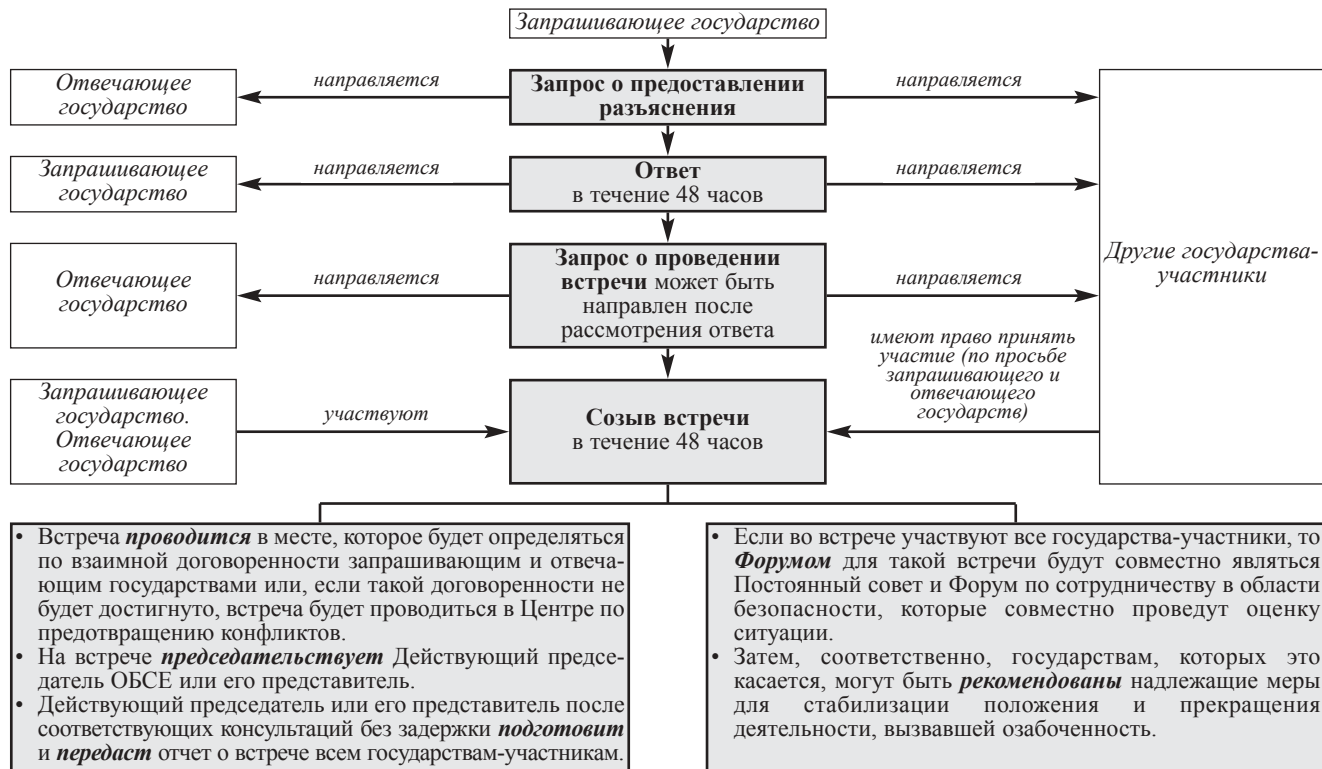 Запрашивающее государство
Отвечающее
государство
направляется
Запрос о предоставлении
разъяснения
направляется
Запрашивающее
государство
направляется
Ответ
в течение 48 часов
направляется
Другие государства-
участники
Отвечающее
государство
направляется
Запрос о проведении
встречи может быть
направлен после
рассмотрения ответа
направляется
имеют право принять
участие (по просьбе
запрашивающего и
отвечающего
государств)
Запрашивающее
государство.
Отвечающее
государство
участвуют
Созыв встречи
в течение 48 часов
• Встреча проводится в месте, которое будет определяться
по взаимной договоренности запрашивающим и отвеча-
ющим государствами или, если такой договоренности не
будет достигнуто, встреча будет проводиться в Центре по
предотвращению конфликтов.
• На встрече председательствует Действующий предсе-
датель ОБСЕ или его представитель.
• Действующий председатель или его представитель после
соответствующих консультаций без задержки подготовит
и передаст отчет о встрече всем государствам-участникам.
• Если во встрече участвуют все государства-участники, то
Форумом для такой встречи будут совместно являться
Постоянный совет и Форум по сотрудничеству в области
безопасности, которые совместно проведут оценку
ситуации.
• Затем, соответственно, государствам, которых это
касается, могут быть рекомендованы надлежащие меры
для стабилизации положения и прекращения
деятельности, вызвавшей озабоченность.